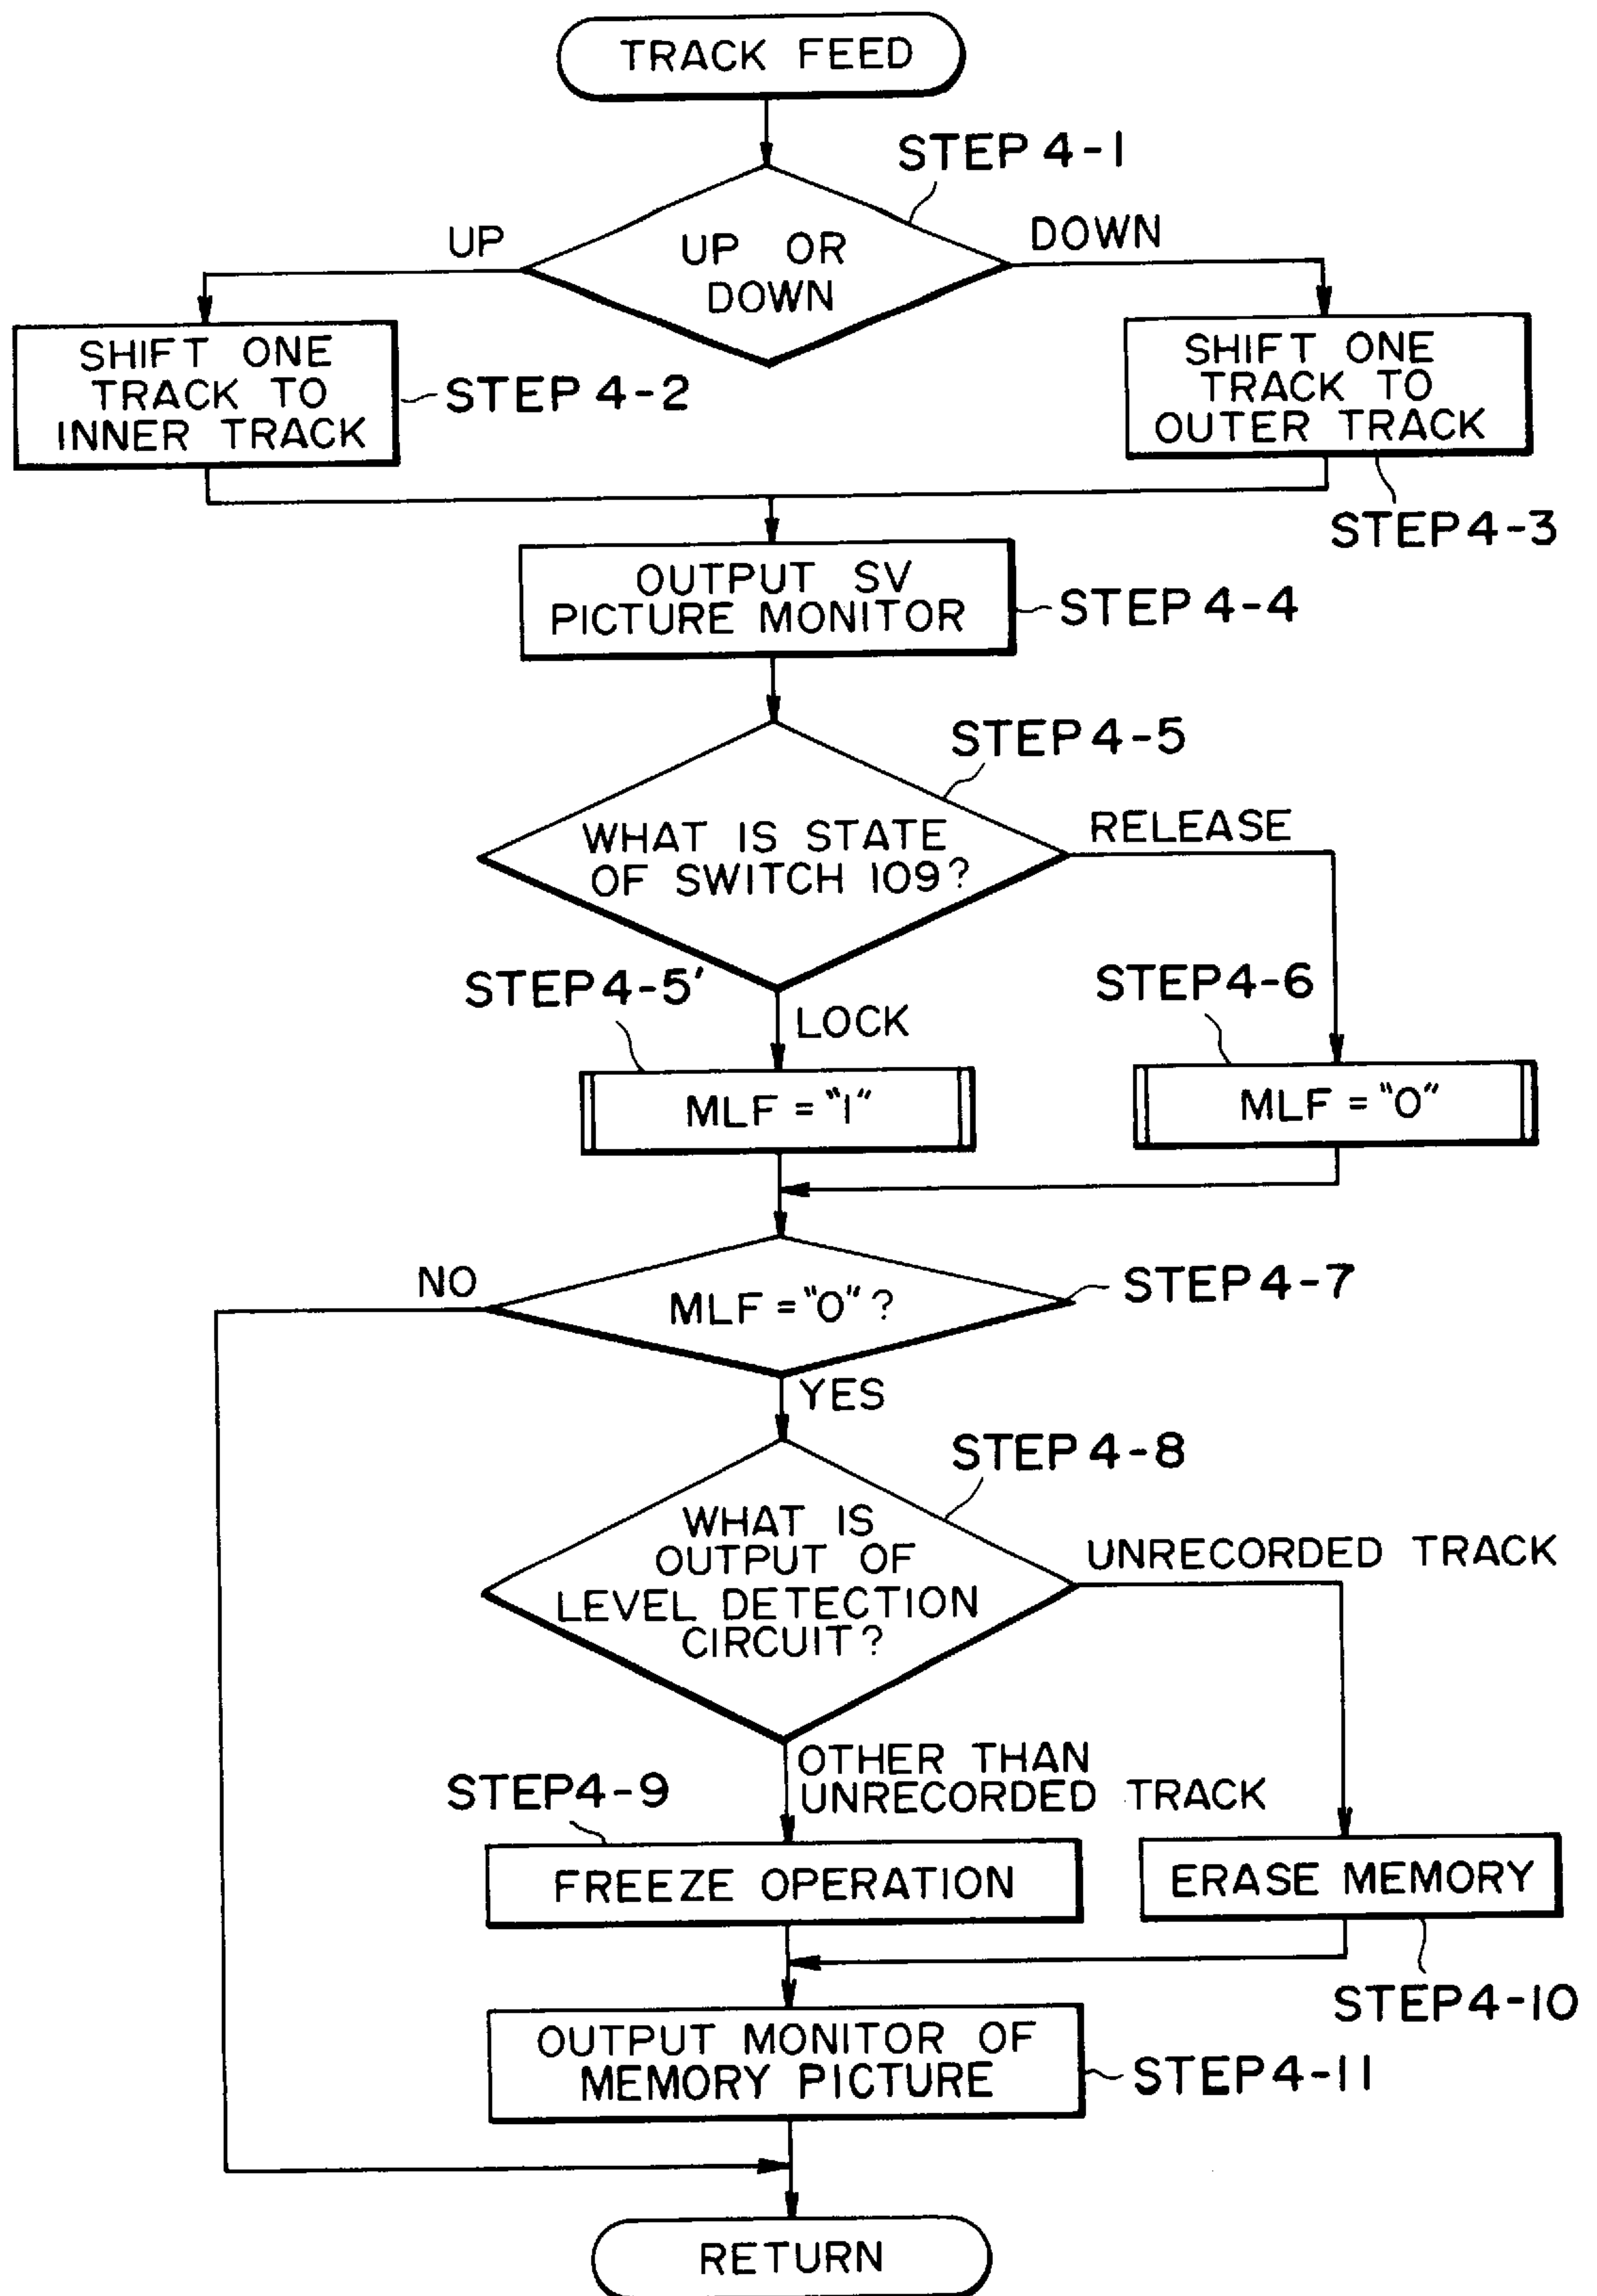 TRACK FEED
STEP 4-1
UP
UP OR
DOWN
DOWN
SHIFT ONE
TRACK TO
INNER TRACK
STEP 4-2
SHIFT ONE
TRACK TO
OUTER TRACK
STEP 4-3
OUTPUT SV
PICTURE MONITOR
STEP 4-4
STEP 4-5
WHAT IS STATE
OF SWITCH 109?
RELEASE
STEP 4-5'
LOCK
STEP 4-6
MLF = "1"
MLF = "0"
NO
MLF = "0" ?
STEP 4-7
YES
STEP 4-8
WHAT IS
OUTPUT OF
LEVEL DETECTION
CIRCUIT?
UNRECORDED TRACK
OTHER THAN
UNRECORDED TRACK
STEP 4-9
FREEZE OPERATION
ERASE MEMORY
STEP 4-10
OUTPUT MONITOR OF
MEMORY PICTURE
STEP 4-11
RETURN